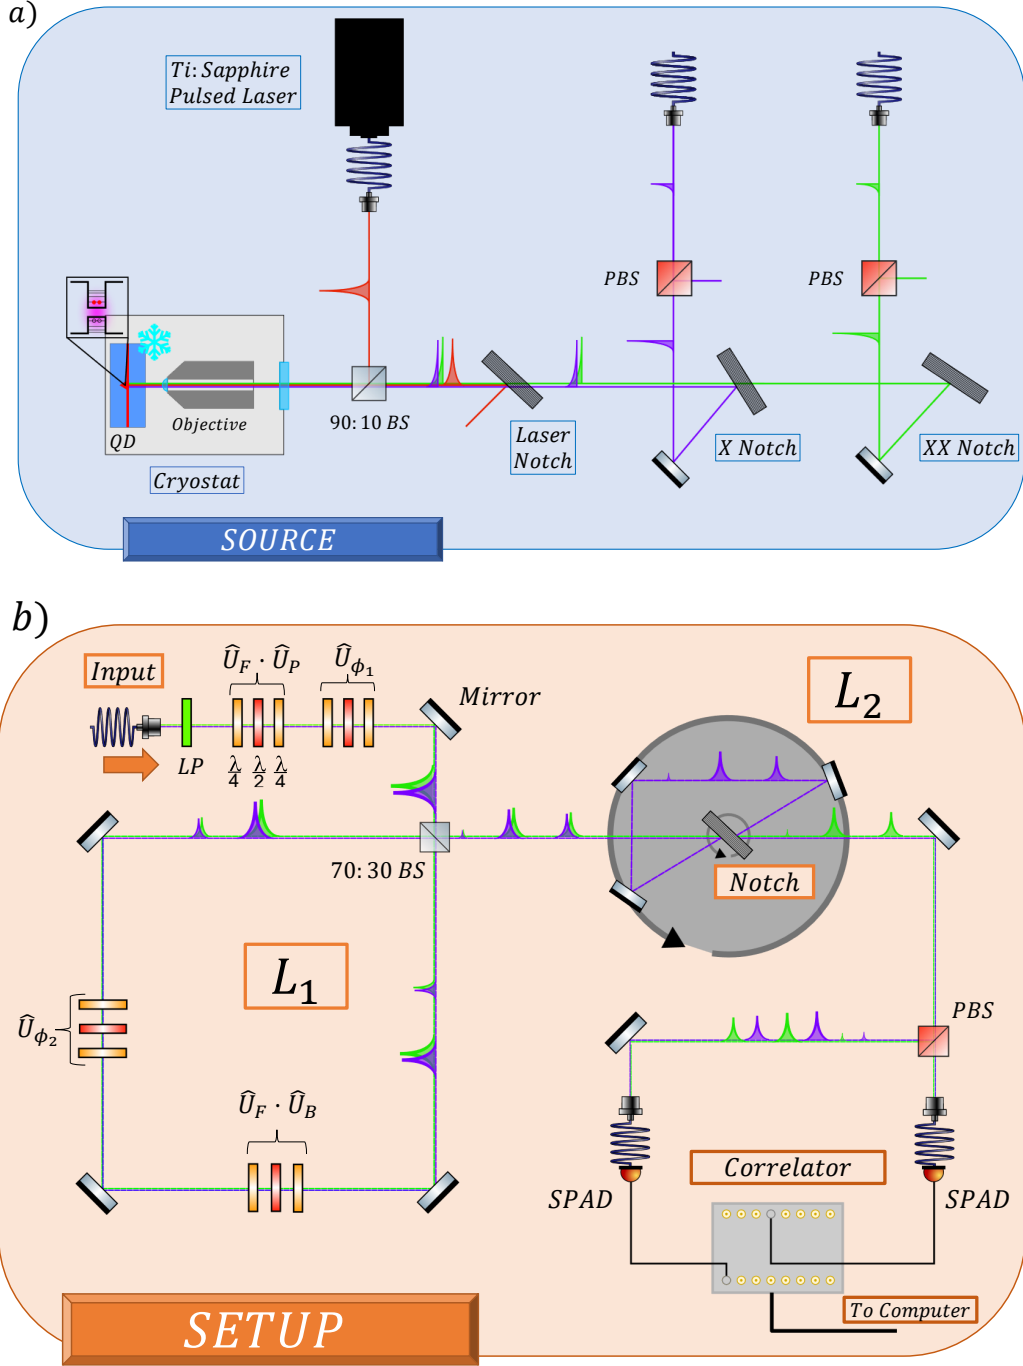 a)
Ti: Sapphire
Pulsed Laser
PBS
PBS
QD
Objective
90: 10 BS
Laser
Notch
X Notch
XX Notch
Cryostat
SOURCE
b)
Input
Û_F · Û_P
Û_ϕ₁
Mirror
L₂
LP
λ/4 λ/2 λ/4
70: 30 BS
Notch
L₁
Û_ϕ₂
PBS
Û_F · Û_B
Correlator
SPAD
SPAD
To Computer
SETUP